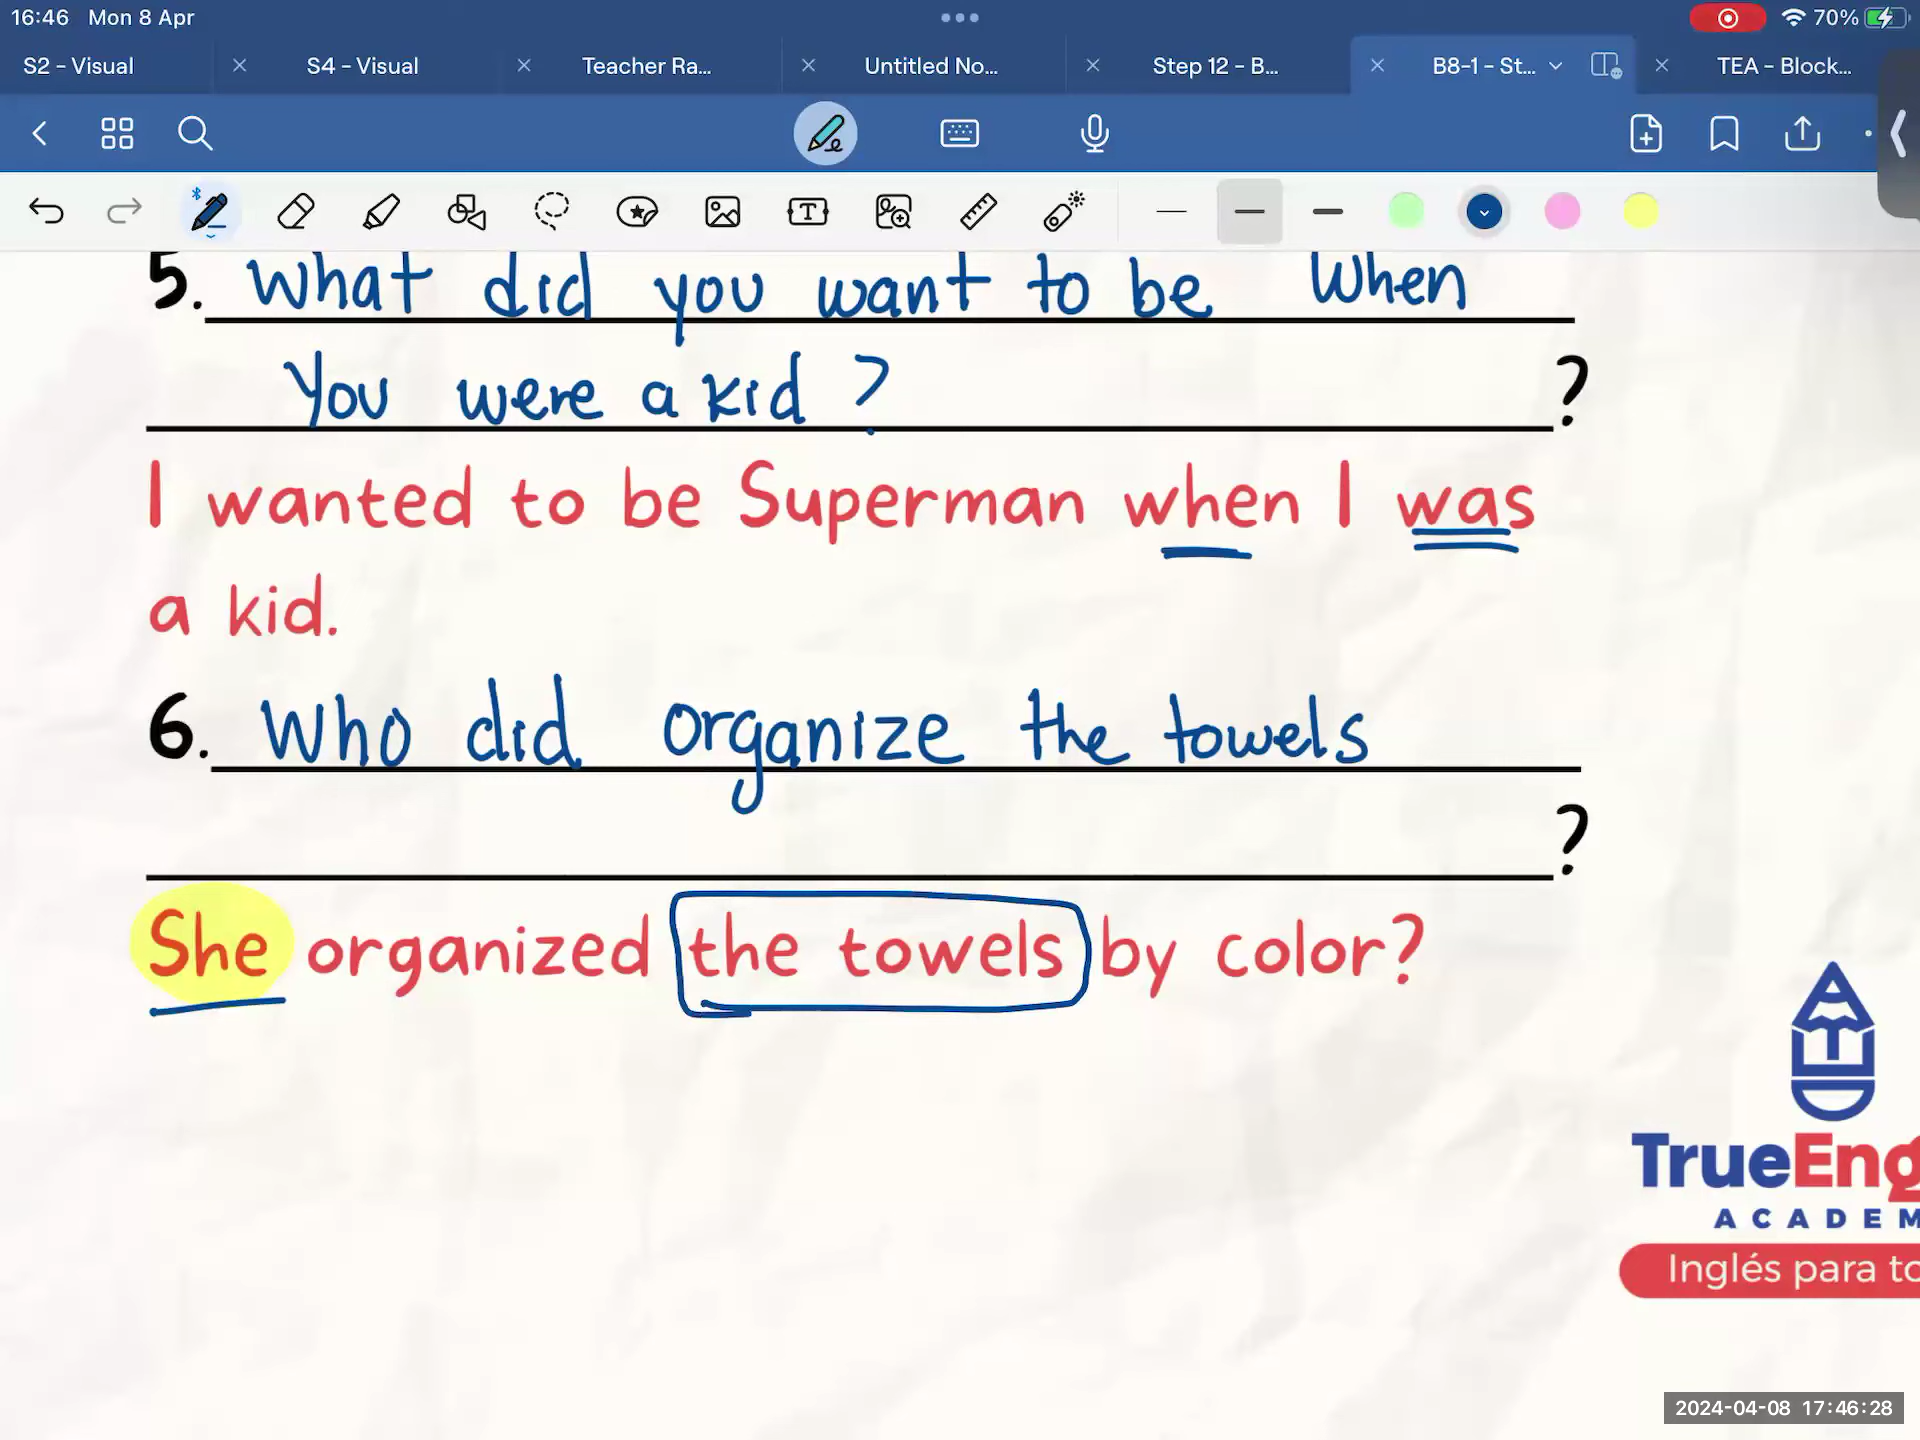 16:46 Mon 8 Apr
70%
S2 - Visual
S4 - Visual
Teacher Ra...
Untitled No...
Step 12 - B...
B8-1 - St...
TEA - Block...
5. What did you want to be When
You were a kid ?
?
I wanted to be Superman when I was
a kid.
6. Who did organize the towels
?
She organized the towels by color?
TrueEng
ACADEM
Inglés para to
2024-04-08 17:46:28